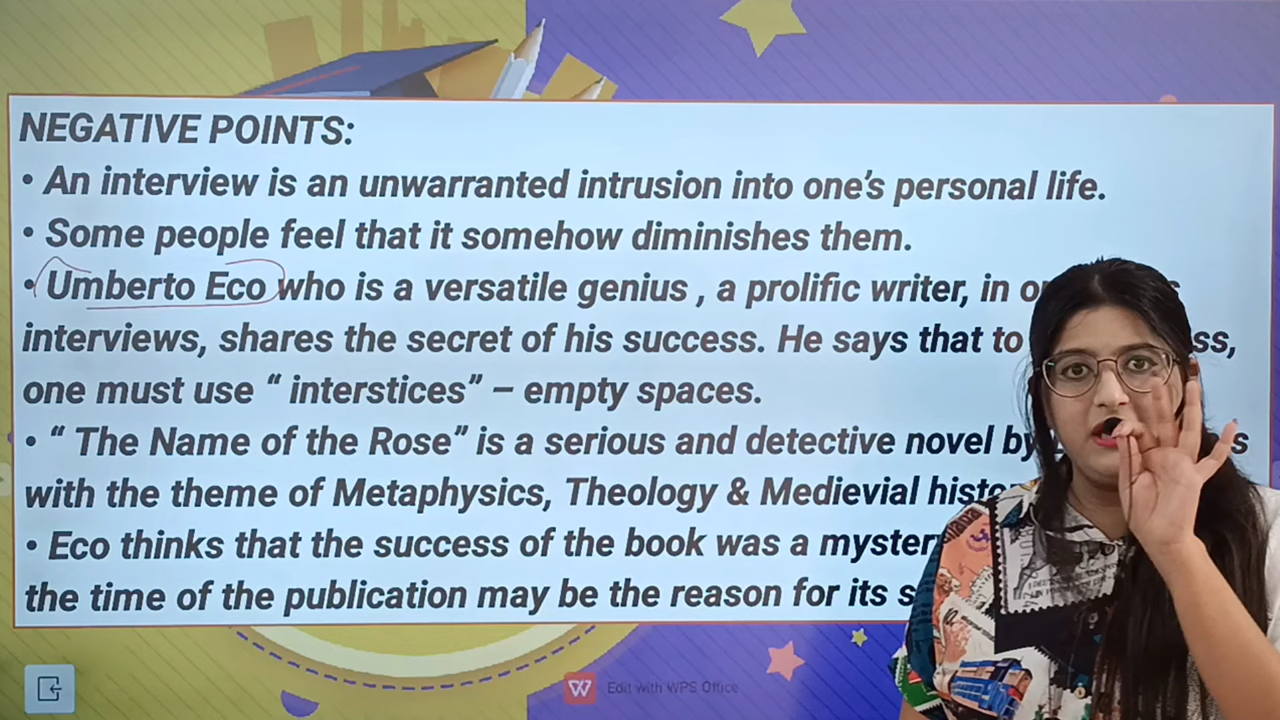 NEGATIVE POINTS:
• An interview is an unwarranted intrusion into one's personal life.
• Some people feel that it somehow diminishes them.
• Umberto Eco who is a versatile genius , a prolific writer, in
interviews, shares the secret of his success. He says that to
one must use “ interstices” – empty spaces.
• “ The Name of the Rose” is a serious and detective novel by
with the theme of Metaphysics, Theology & Medievial
• Eco thinks that the success of the book was a
the time of the publication may be the reason for its
Edit with WPS Office